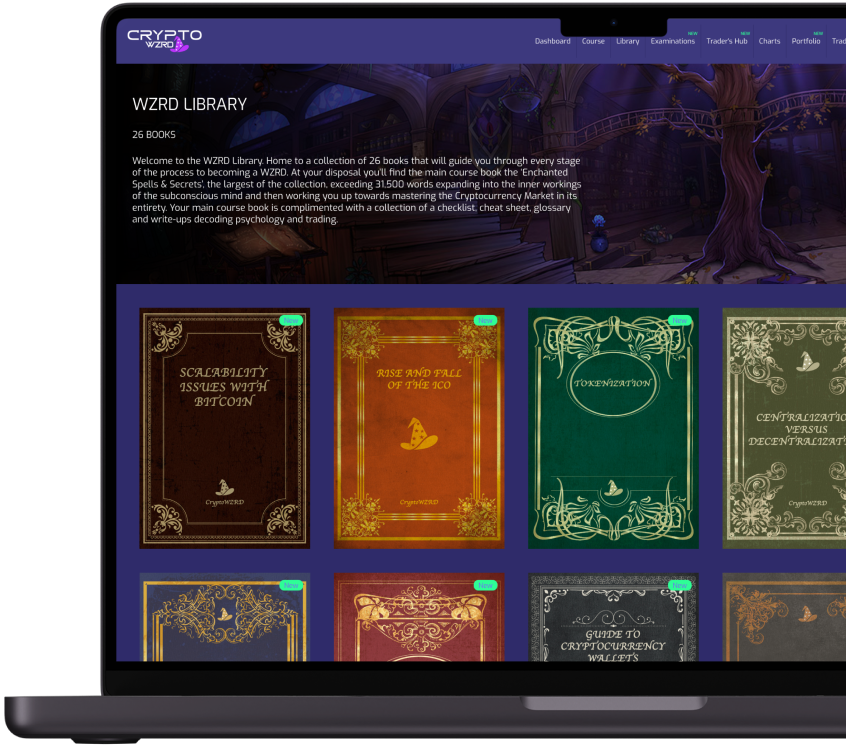 CRYPTO
WZRD
NEW NEW NEW
Dashboard Course Library Examinations Trader's Hub Charts Portfolio Trad
WZRD LIBRARY
26 BOOKS
Welcome to the WZRD Library. Home to a collection of 26 books that will guide you through every stage
of the process to becoming a WZRD. At your disposal you'll find the main course book the 'Enchanted
Spells & Secrets', the largest of the collection, exceeding 31,500 words expanding into the inner workings
of the subconscious mind and then working you up towards mastering the Cryptocurrency Market in its
entirety. Your main course book is complimented with a collection of a checklist, cheat sheet, glossary
and write-ups decoding psychology and trading.
New
SCALABILITY
ISSUES WITH
BITCOIN
CryptoWZRD
New
RISE AND FALL
OF THE ICO
CryptoWZRD
New
TOKENIZATION
CENTRALIZATIO
VERSUS
DECENTRALIZAT
CryptoWZRD
New
New
New
GUIDE TO
CRYPTOCURRENCY
WALLETS